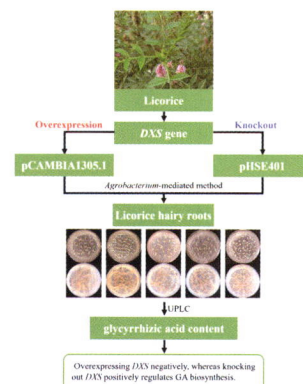 Licorice
Overexpression
DXS gene
Knockout
pCAMBIA1305.1
pHSE401
Agrobacterium-mediated method
Licorice hairy roots
UPLC
glycyrrhizic acid content
Overexpressing DXS negatively, whereas knocking
out DXS positively regulates GA biosynthesis.